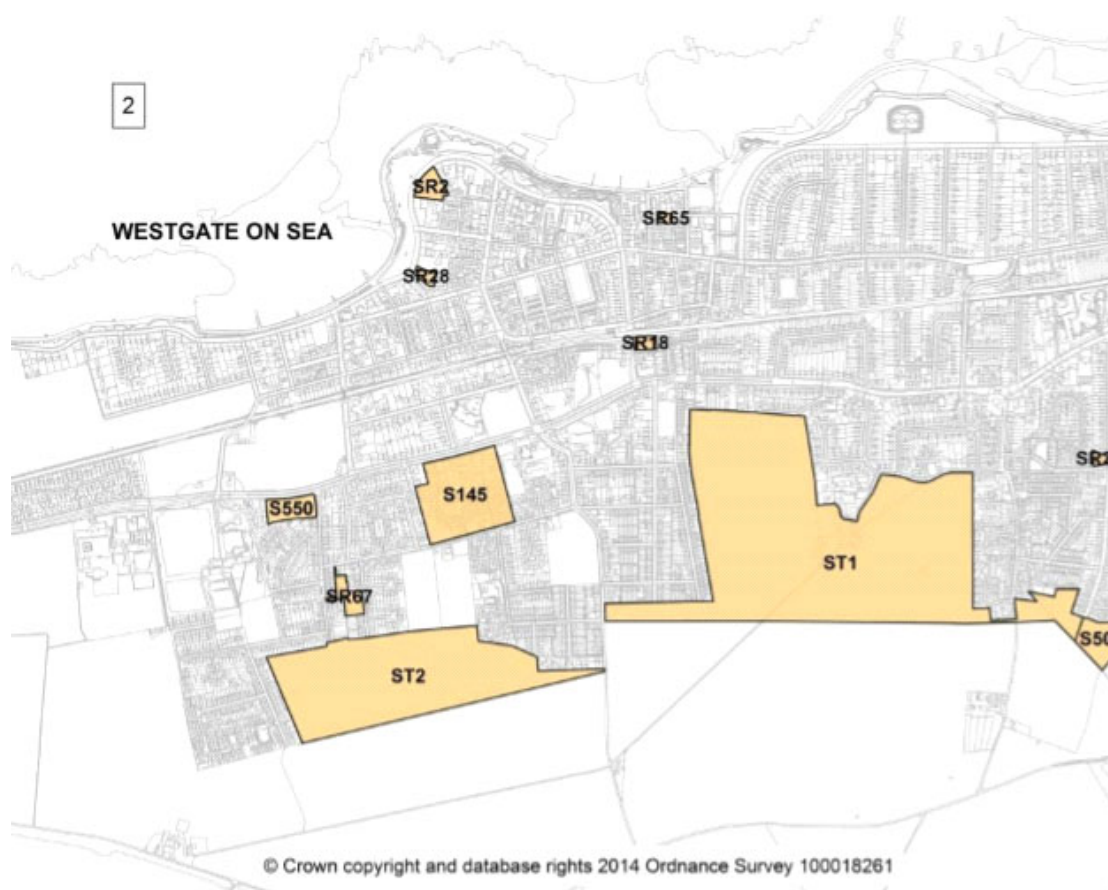 2
SR2
SR65
WESTGATE ON SEA
SR28
SR18
S550
S145
ST1
SR67
ST2
© Crown copyright and database rights 2014 Ordnance Survey 100018261